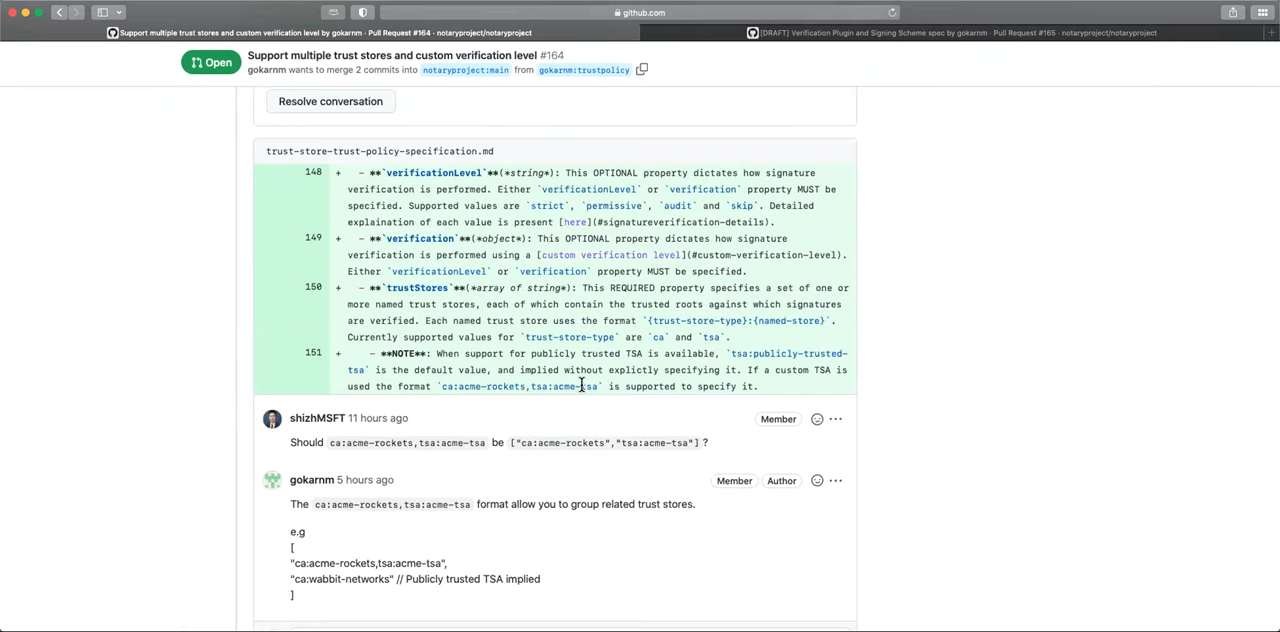 github.com
Support multiple trust stores and custom verification level by gokarnm · Pull Request #164 · notaryproject/notaryproject
[DRAFT] Verification Plugin and Signing Scheme spec by gokarnm · Pull Request #165 · notaryproject/notaryproject
Open
Support multiple trust stores and custom verification level #164
gokarnm wants to merge 2 commits into notaryproject:main from gokarnm:trustpolicy
Resolve conversation
trust-store-trust-policy-specification.md
148 + - **`verificationLevel`**(*string*): This OPTIONAL property dictates how signature
verification is performed. Either `verificationLevel` or `verification` property MUST be
specified. Supported values are `strict`, `permissive`, `audit` and `skip`. Detailed
explaination of each value is present [here](#signatureverification-details).
149 + - **`verification`**(*object*): This OPTIONAL property dictates how signature
verification is performed using a [custom verification level](#custom-verification-level).
Either `verificationLevel` or `verification` property MUST be specified.
150 + - **`trustStores`**(*array of string*): This REQUIRED property specifies a set of one or
more named trust stores, each of which contain the trusted roots against which signatures
are verified. Each named trust store uses the format `{trust-store-type}:{named-store}`.
Currently supported values for `trust-store-type` are `ca` and `tsa`.
151 + - **NOTE**: When support for publicly trusted TSA is available, `tsa:publicly-trusted-
tsa` is the default value, and implied without explicitly specifying it. If a custom TSA is
used the format `ca:acme-rockets,tsa:acme-tsa` is supported to specify it.
shizhMSFT 11 hours ago
Member
Should ca:acme-rockets,tsa:acme-tsa be ["ca:acme-rockets","tsa:acme-tsa"] ?
gokarnm 5 hours ago
Member Author
The ca:acme-rockets,tsa:acme-tsa format allow you to group related trust stores.
e.g
[
"ca:acme-rockets,tsa:acme-tsa",
"ca:wabbit-networks" // Publicly trusted TSA implied
]